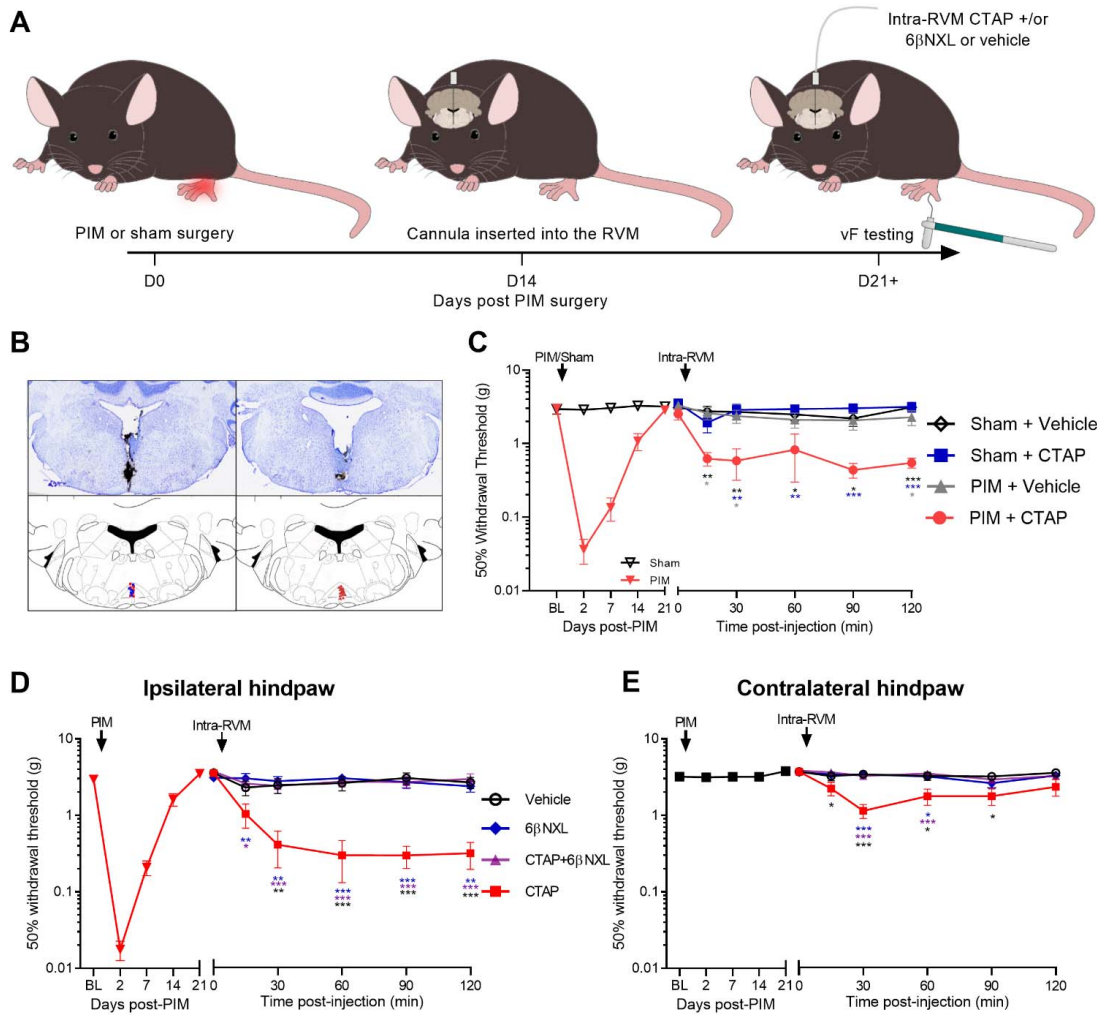 A
Intra-RVM CTAP +/or
6βNXL or vehicle
PIM or sham surgery
Cannula inserted into the RVM
vF testing
D0
D14
D21+
Days post PIM surgery
B
C
PIM/Sham
Intra-RVM
50% Withdrawal Threshold (g)
10
1
0.1
0.01
Sham
PIM
** *
** ** *
* **
* ***
*** *** *
BL 2 7 14 21 0 30 60 90 120
Days post-PIM
Time post-injection (min)
Sham + Vehicle
Sham + CTAP
PIM + Vehicle
PIM + CTAP
D
Ipsilateral hindpaw
PIM
Intra-RVM
50% withdrawal threshold (g)
10
1
0.1
0.01
** *
** *** **
*** *** ***
*** *** ***
** *** ***
BL 2 7 14 21 0 30 60 90 120
Days post-PIM
Time post-injection (min)
Vehicle
6βNXL
CTAP+6βNXL
CTAP
E
Contralateral hindpaw
PIM
Intra-RVM
50% withdrawal threshold (g)
10
1
0.1
0.01
*
*** *** ***
* *** *
*
BL 2 7 14 21 0 30 60 90 120
Days post-PIM
Time post-injection (min)